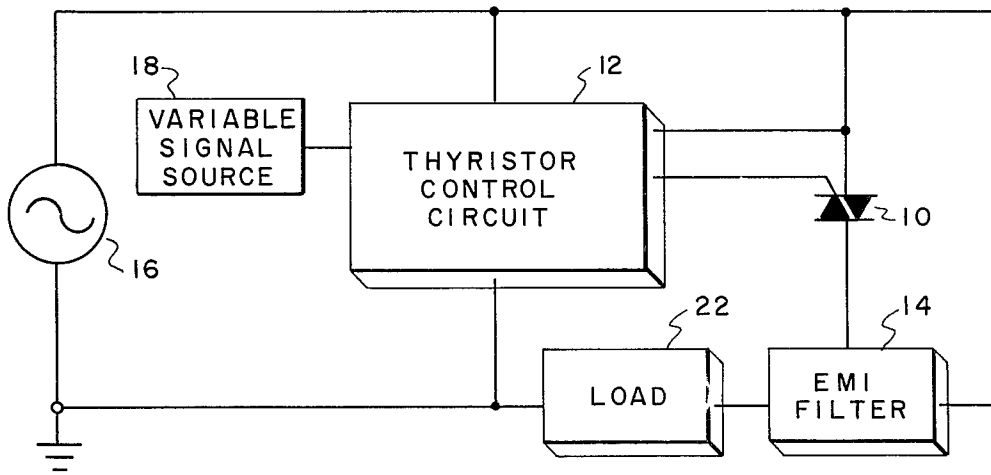 18
VARIABLE
SIGNAL
SOURCE
12
THYRISTOR
CONTROL
CIRCUIT
10
16
22
LOAD
14
EMI
FILTER